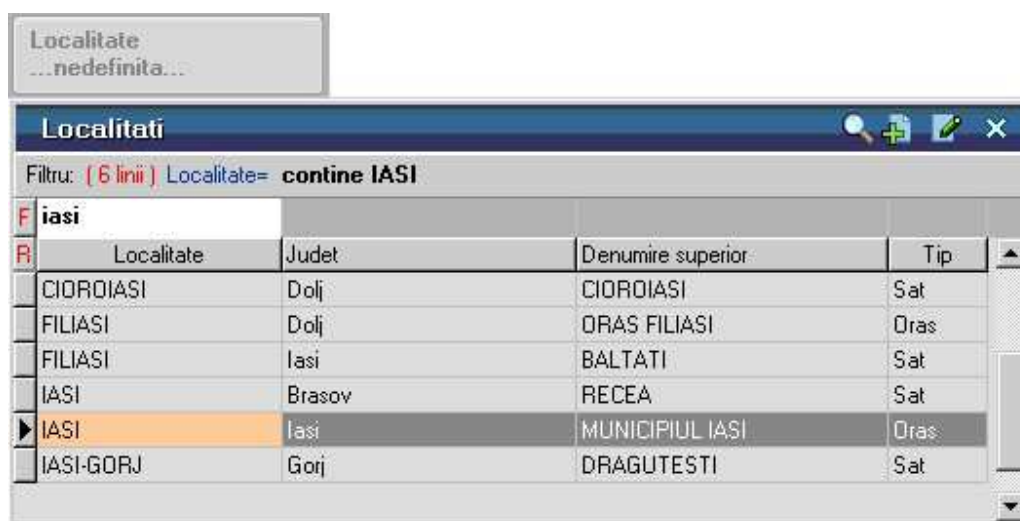 Localitate
...nedefinita...
Localitati
Filtru: ( 6 linii ) Localitate= contine IASI
F iasi
R Localitate Judet Denumire superior Tip
CIOROIASI Dolj CIOROIASI Sat
FILIASI Dolj ORAS FILIASI Oras
FILIASI Iasi BALTATI Sat
IASI Brasov RECEA Sat
IASI Iasi MUNICIPIUL IASI Oras
IASI-GORJ Gorj DRAGUTESTI Sat